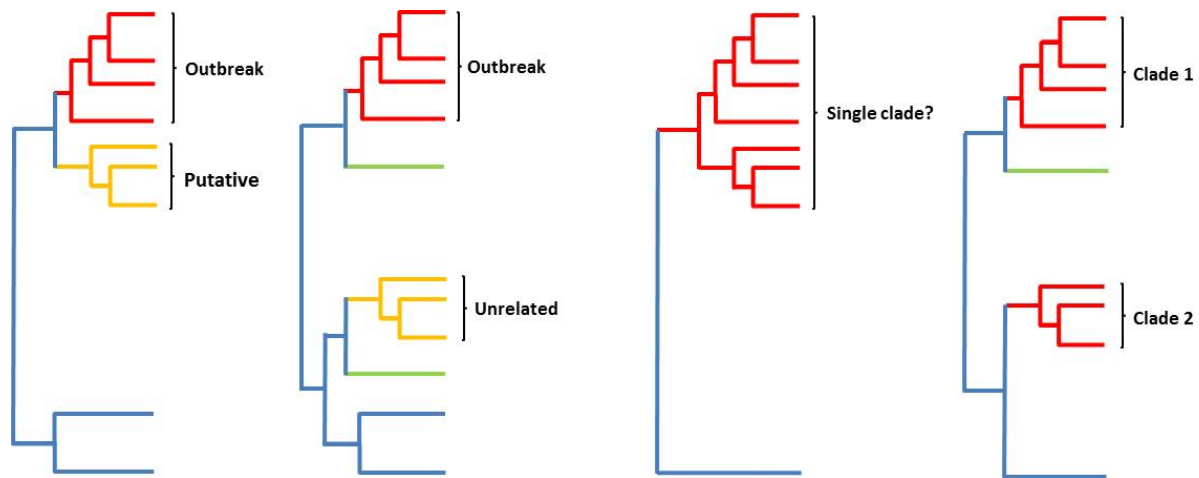 Outbreak
Putative
Outbreak
Unrelated
Single clade?
Clade 1
Clade 2